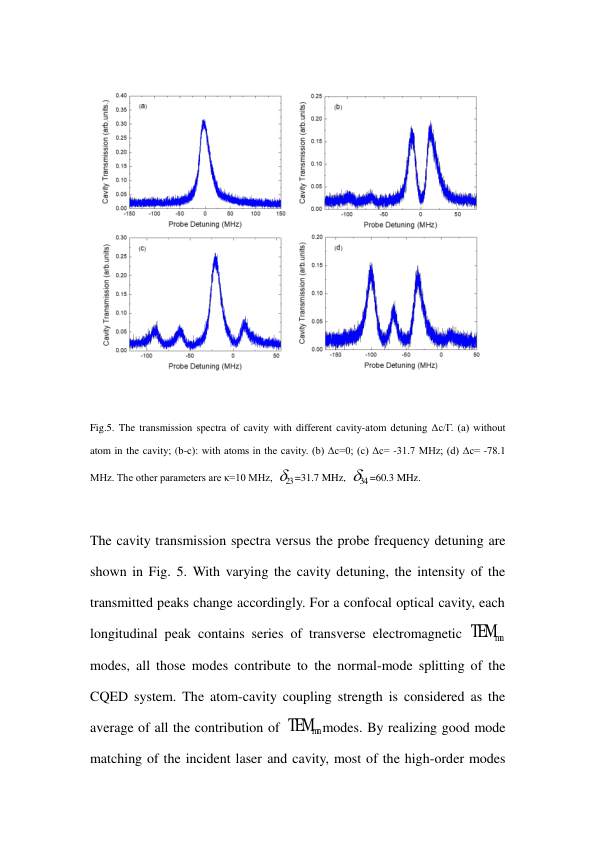 (a)
0.40
0.35
0.30
0.25
0.20
0.15
0.10
0.05
0.00
-150 -100 -50 0 50 100 150
Cavity Transmission (arb.units.)
Probe Detuning (MHz)
(b)
0.25
0.20
0.15
0.10
0.05
0.00
-100 -50 0 50
Cavity Transmission (arb.units)
Probe Detuning (MHz)
(c)
0.30
0.25
0.20
0.15
0.10
0.05
0.00
-100 -50 0 50
Cavity Transmission (arb.units)
Probe Detuning (MHz)
(d)
0.20
0.15
0.10
0.05
0.00
-150 -100 -50 0 50
Cavity Transmission (arb.units)
Probe Detuning (MHz)
Fig.5. The transmission spectra of cavity with different cavity-atom detuning Δc/Γ. (a) without
atom in the cavity; (b-c): with atoms in the cavity. (b) Δc=0; (c) Δc= -31.7 MHz; (d) Δc= -78.1
MHz. The other parameters are κ=10 MHz, δ23=31.7 MHz, δ34=60.3 MHz.
The cavity transmission spectra versus the probe frequency detuning are
shown in Fig. 5. With varying the cavity detuning, the intensity of the
transmitted peaks change accordingly. For a confocal optical cavity, each
longitudinal peak contains series of transverse electromagnetic TEMmn
modes, all those modes contribute to the normal-mode splitting of the
CQED system. The atom-cavity coupling strength is considered as the
average of all the contribution of TEMmn modes. By realizing good mode
matching of the incident laser and cavity, most of the high-order modes